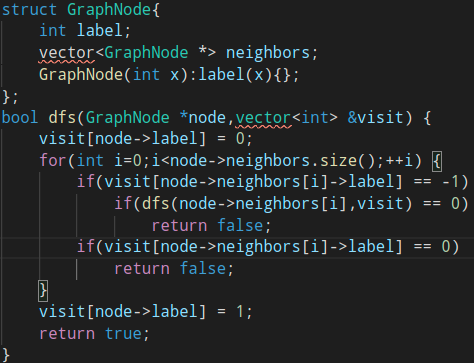 struct GraphNode{
    int label;
    vector<GraphNode *> neighbors;
    GraphNode(int x):label(x){};
};
bool dfs(GraphNode *node,vector<int> &visit) {
    visit[node->label] = 0;
    for(int i=0;i<node->neighbors.size();++i) {
        if(visit[node->neighbors[i]->label] == -1)
            if(dfs(node->neighbors[i],visit) == 0)
                return false;
        if(visit[node->neighbors[i]->label] == 0)
            return false;
    }
    visit[node->label] = 1;
    return true;
}